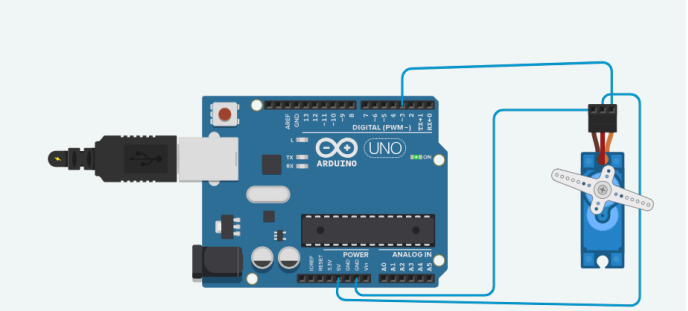 AREF
GND
13
12
~11
~10
~9
8
7
~6
~5
4
~3
2
TX→1
RX←0
DIGITAL (PWM~)
L
TX
RX
ARDUINO
UNO
ON
POWER
ANALOG IN
IOREF
RESET
3.3V
5V
GND
GND
Vin
A0
A1
A2
A3
A4
A5